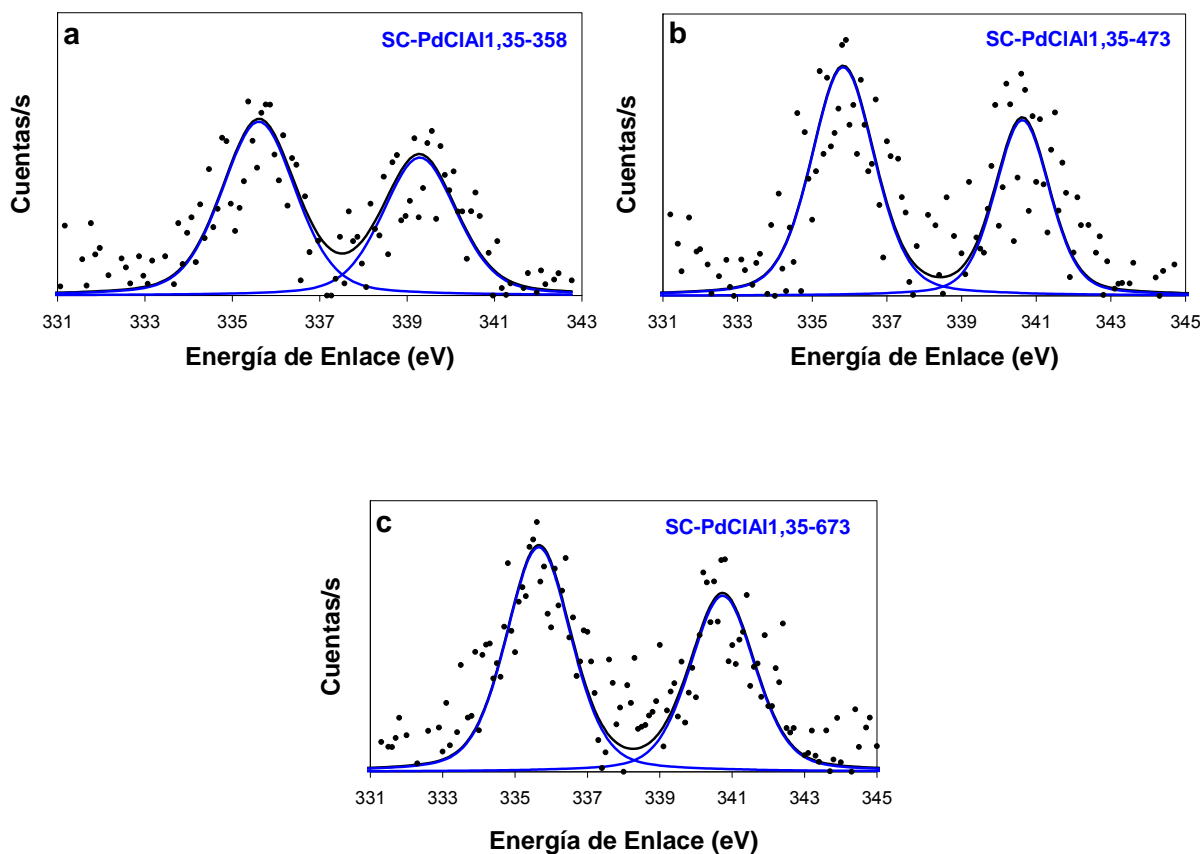 a
SC-PdClAl1,35-358
Cuentas/s
331 333 335 337 339 341 343
Energía de Enlace (eV)
b
SC-PdClAl1,35-473
Cuentas/s
331 333 335 337 339 341 343 345
Energía de Enlace (eV)
c
SC-PdClAl1,35-673
Cuentas/s
331 333 335 337 339 341 343 345
Energía de Enlace (eV)